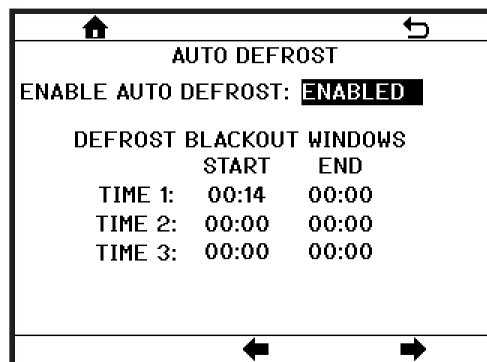 AUTO DEFROST
ENABLE AUTO DEFROST: ENABLED
DEFROST BLACKOUT WINDOWS
START END
TIME 1: 00:14 00:00
TIME 2: 00:00 00:00
TIME 3: 00:00 00:00